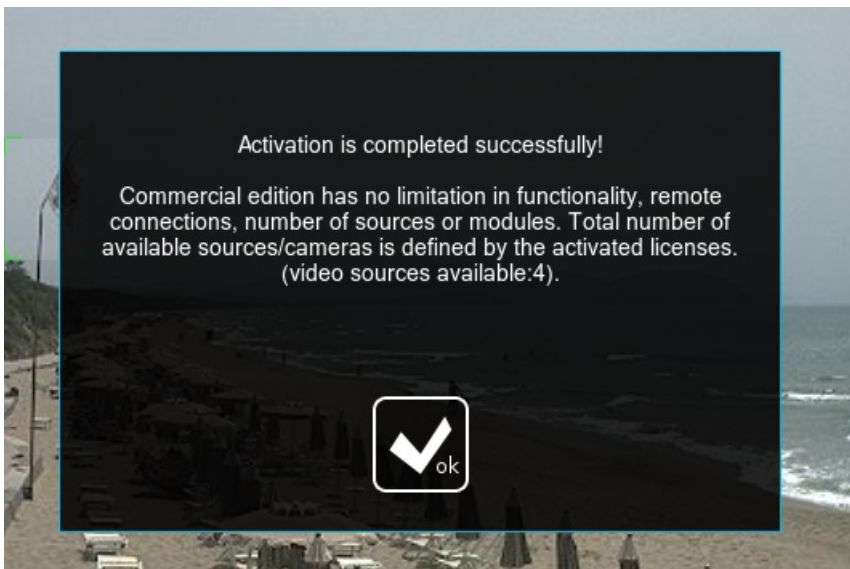 Activation is completed successfully!
Commercial edition has no limitation in functionality, remote
connections, number of sources or modules. Total number of
available sources/cameras is defined by the activated licenses.
(video sources available:4).
ok